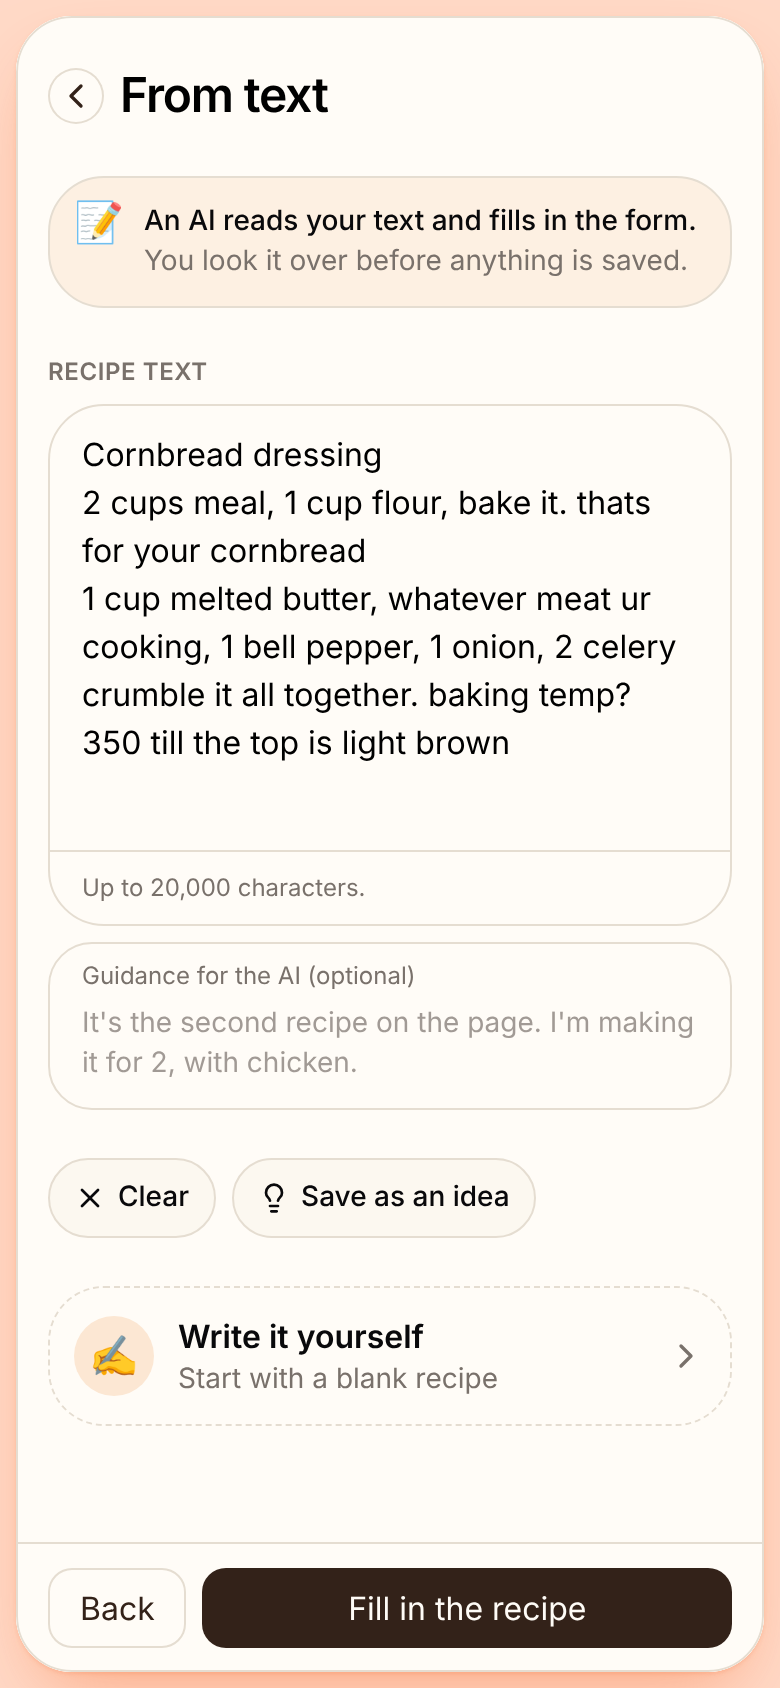 From text
An AI reads your text and fills in the form.
You look it over before anything is saved.
RECIPE TEXT
Cornbread dressing
2 cups meal, 1 cup flour, bake it. thats
for your cornbread
1 cup melted butter, whatever meat ur
cooking, 1 bell pepper, 1 onion, 2 celery
crumble it all together. baking temp?
350 till the top is light brown
Up to 20,000 characters.
Guidance for the AI (optional)
It's the second recipe on the page. I'm making
it for 2, with chicken.
Clear
Save as an idea
Write it yourself
Start with a blank recipe
Back
Fill in the recipe